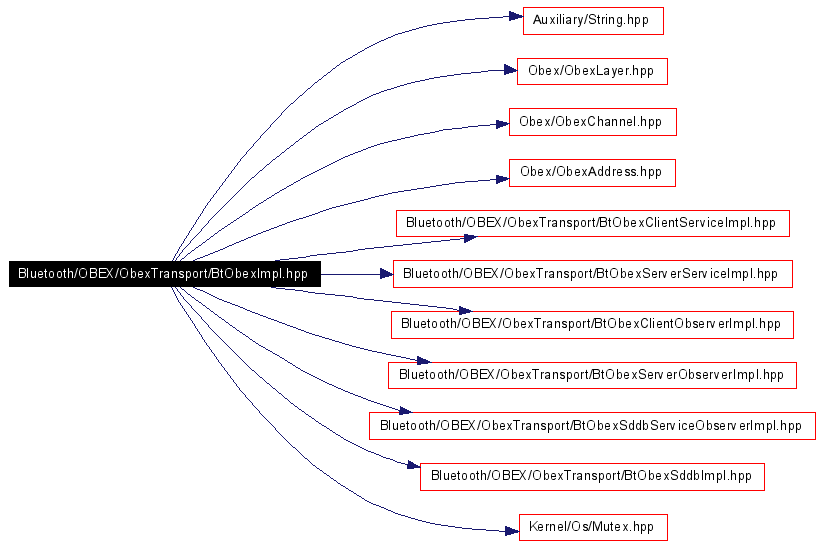 Auxiliary/String.hpp
Obex/ObexLayer.hpp
Obex/ObexChannel.hpp
Obex/ObexAddress.hpp
Bluetooth/OBEX/ObexTransport/BtObexClientServiceImpl.hpp
Bluetooth/OBEX/ObexTransport/BtObexImpl.hpp
Bluetooth/OBEX/ObexTransport/BtObexServerServiceImpl.hpp
Bluetooth/OBEX/ObexTransport/BtObexClientObserverImpl.hpp
Bluetooth/OBEX/ObexTransport/BtObexServerObserverImpl.hpp
Bluetooth/OBEX/ObexTransport/BtObexSddbServiceObserverImpl.hpp
Bluetooth/OBEX/ObexTransport/BtObexSddbImpl.hpp
Kernel/Os/Mutex.hpp